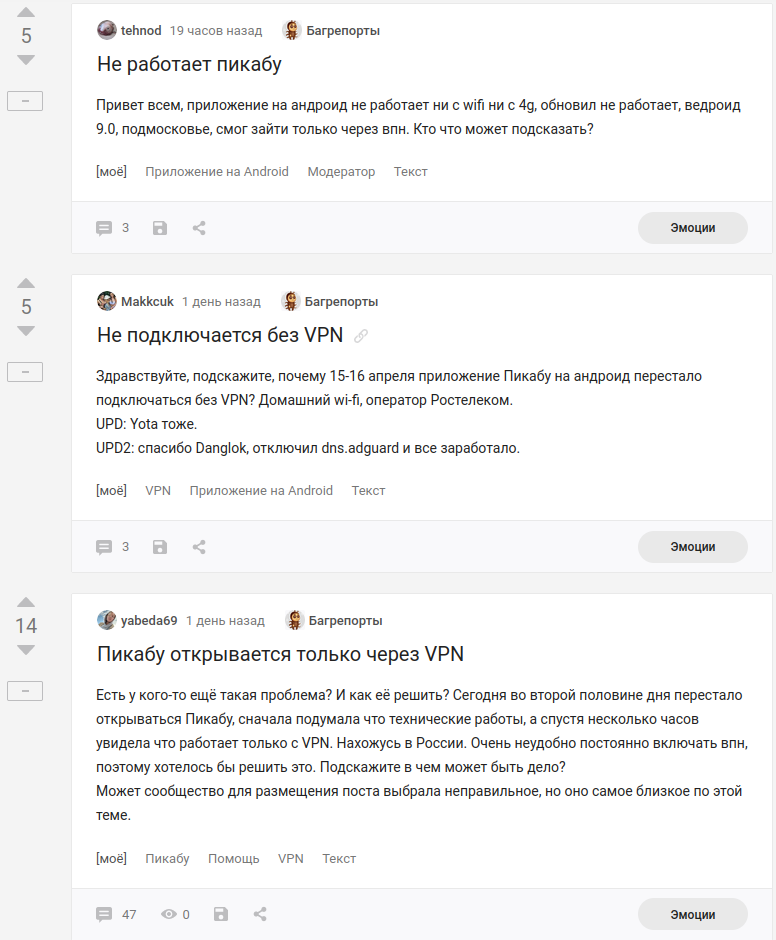 5
tehnod 19 часов назад Багрепорты
Не работает пикабу
Привет всем, приложение на андроид не работает ни с wifi ни с 4g, обновил не работает, ведроид
9.0, подмосковье, смог зайти только через впн. Кто что может подсказать?
[моё] Приложение на Android Модератор Текст
3 Эмоции
5
Makkcuk 1 день назад Багрепорты
Не подключается без VPN
Здравствуйте, подскажите, почему 15-16 апреля приложение Пикабу на андроид перестало
подключаться без VPN? Домашний wi-fi, оператор Ростелеком.
UPD: Yota тоже.
UPD2: спасибо Danglok, отключил dns.adguard и все заработало.
[моё] VPN Приложение на Android Текст
3 Эмоции
14
yabeda69 1 день назад Багрепорты
Пикабу открывается только через VPN
Есть у кого-то ещё такая проблема? И как её решить? Сегодня во второй половине дня перестало
открываться Пикабу, сначала подумала что технические работы, а спустя несколько часов
увидела что работает только с VPN. Нахожусь в России. Очень неудобно постоянно включать впн,
поэтому хотелось бы решить это. Подскажите в чем может быть дело?
Может сообщество для размещения поста выбрала неправильное, но оно самое близкое по этой
теме.
[моё] Пикабу Помощь VPN Текст
47 0 Эмоции